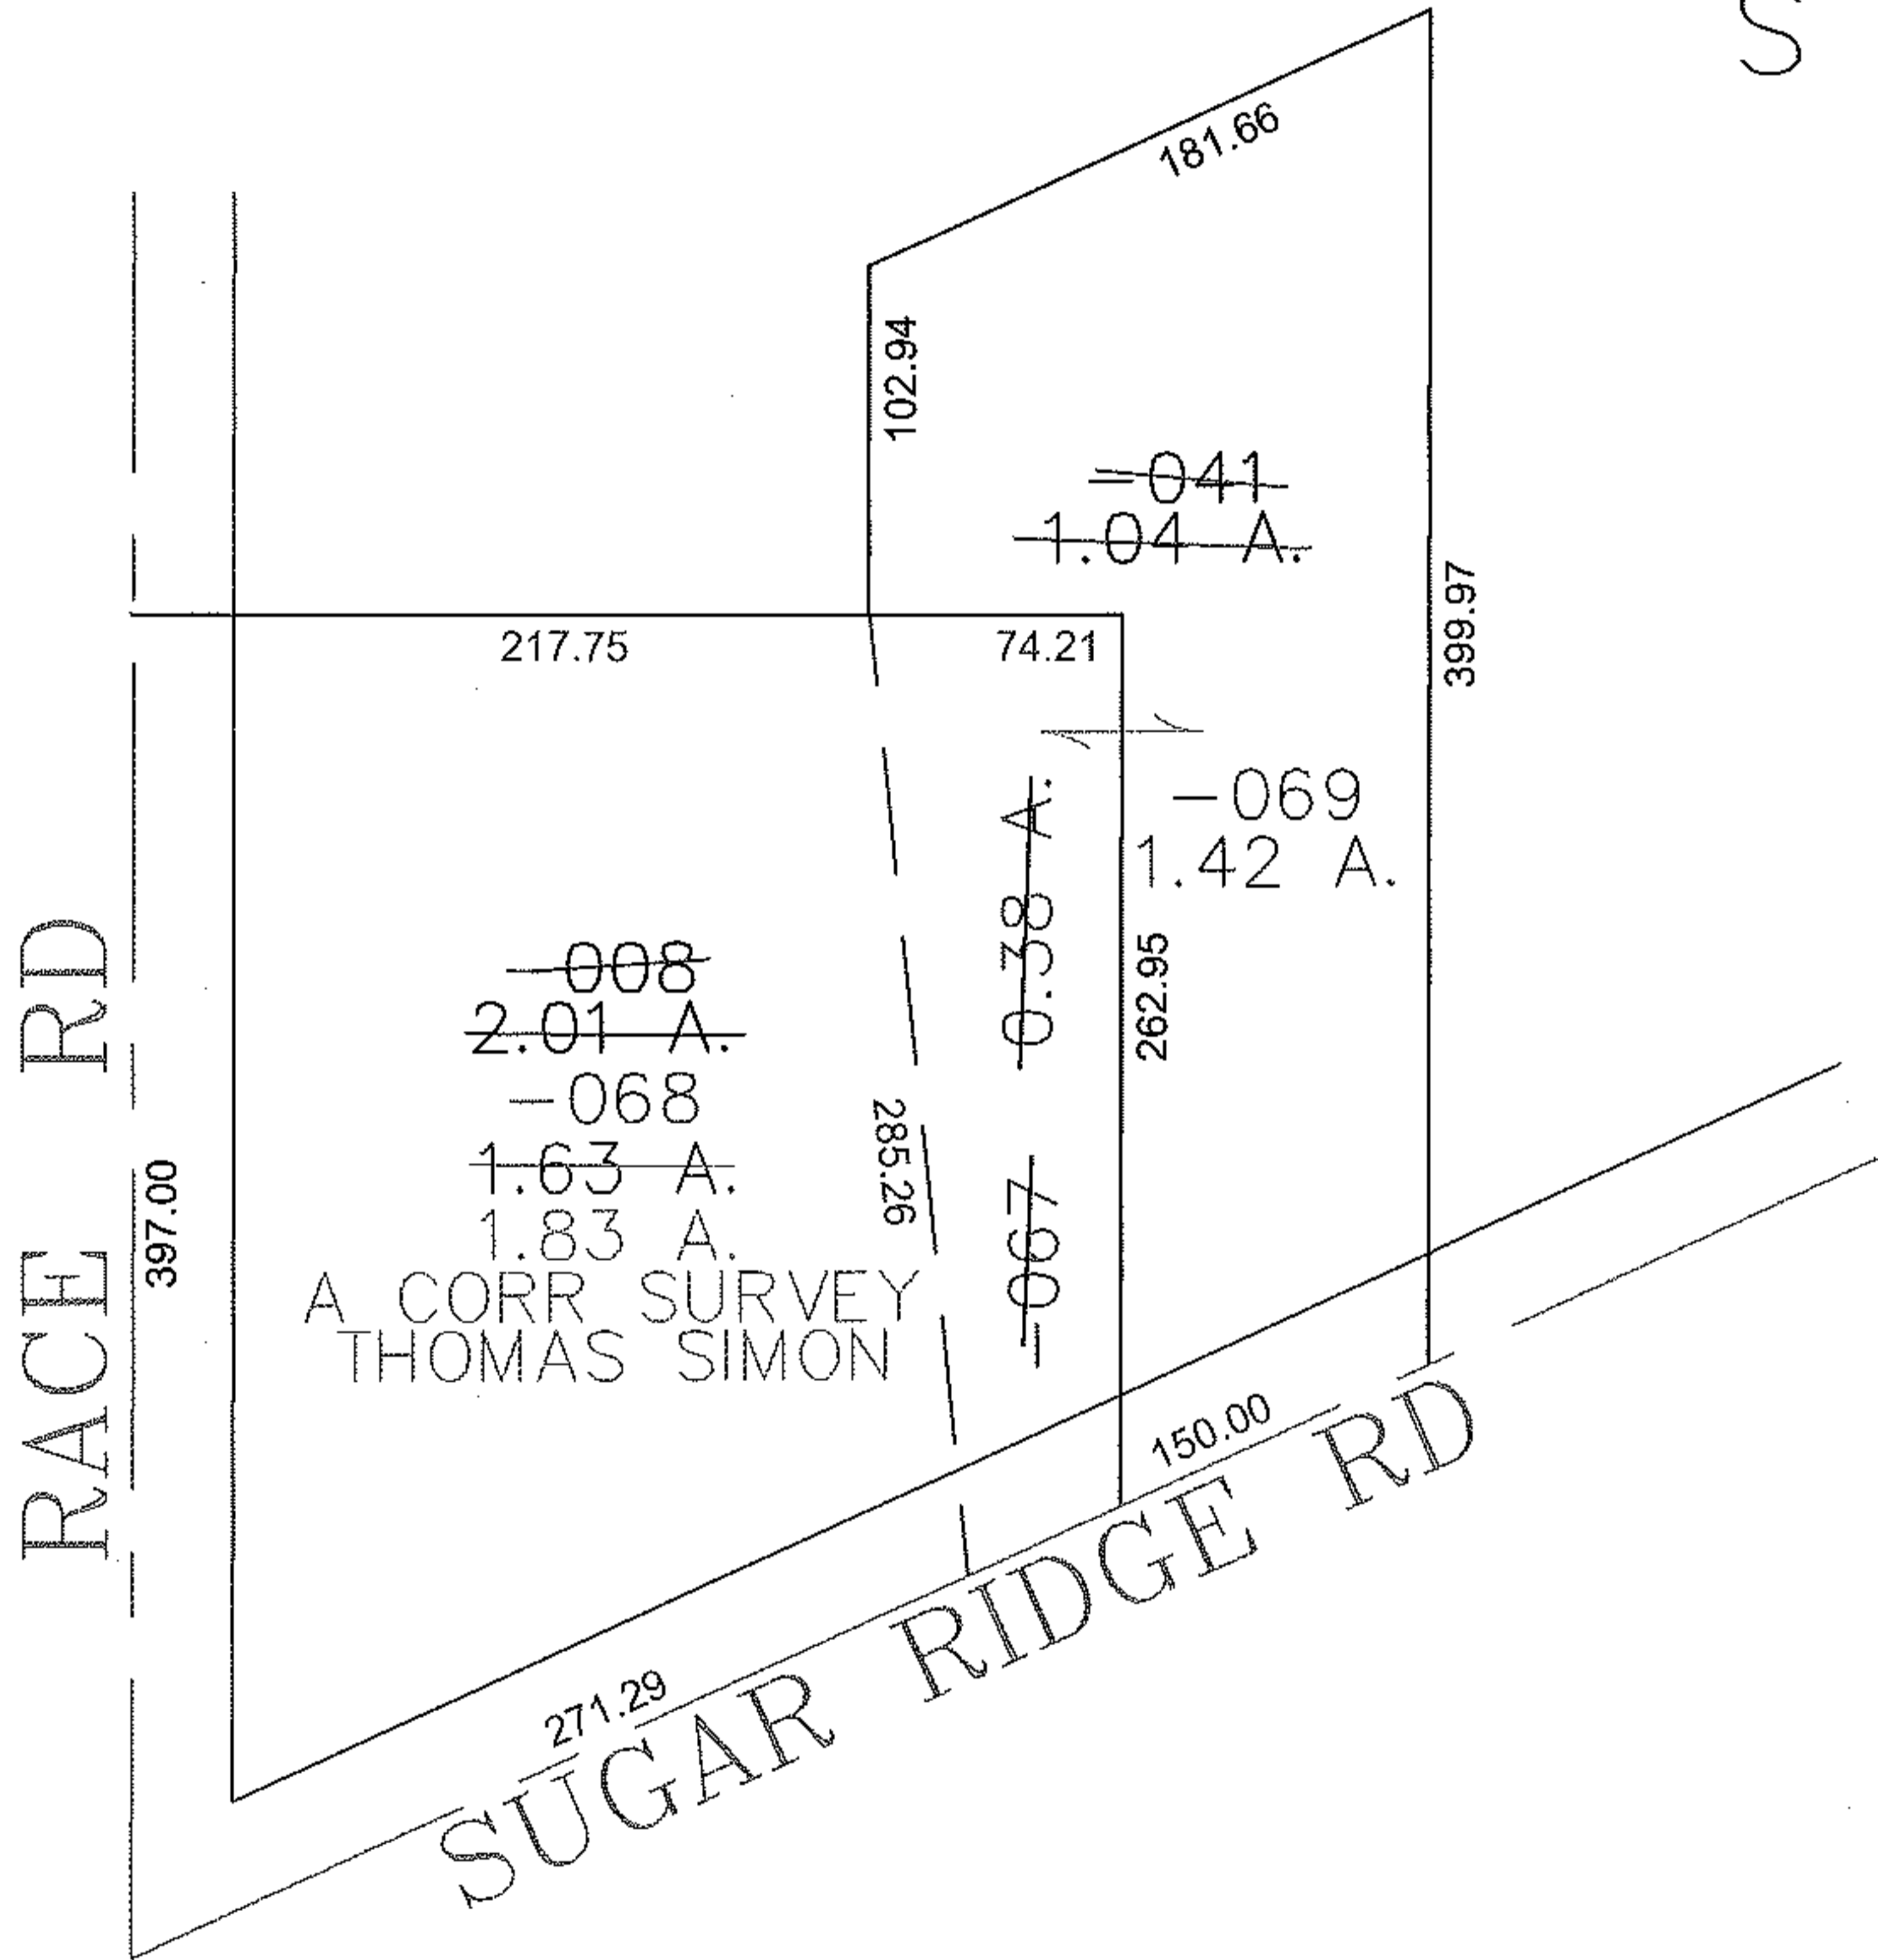 S
181.66
102.94
-041
1.04 A.
399.97
217.75
74.21
-069
1.42 A.
-067 0.38 A.
262.95
-008
2.01 A.
-068
1.63 A.
1.83 A.
A CORR SURVEY
THOMAS SIMON
285.26
RACE RD
397.00
150.00
271.29
SUGAR RIDGE RD